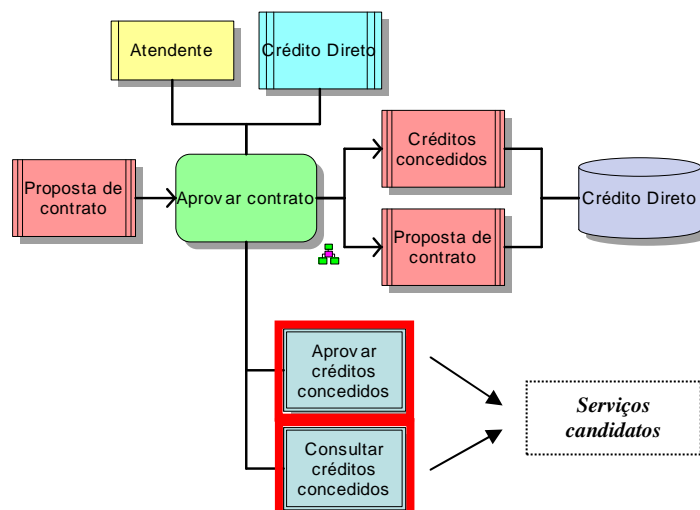 Atendente
Crédito Direto
Proposta de
contrato
Aprovar contrato
Créditos
concedidos
Proposta de
contrato
Crédito Direto
Aprovar
créditos
concedidos
Consultar
créditos
concedidos
Serviços
candidatos